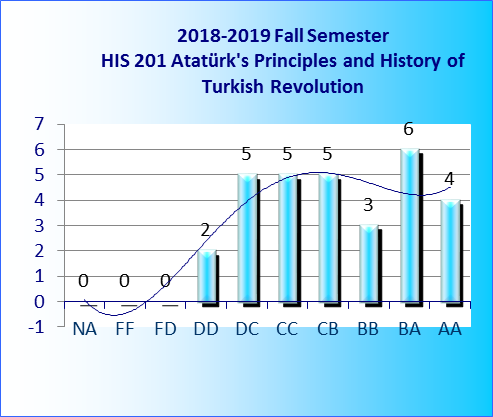 2018-2019 Fall Semester
HIS 201 Atatürk's Principles and History of
Turkish Revolution
7
6
5
4
3
2
1
0
-1
0 0 0 2 5 5 5 3 6 4
NA FF FD DD DC CC CB BB BA AA